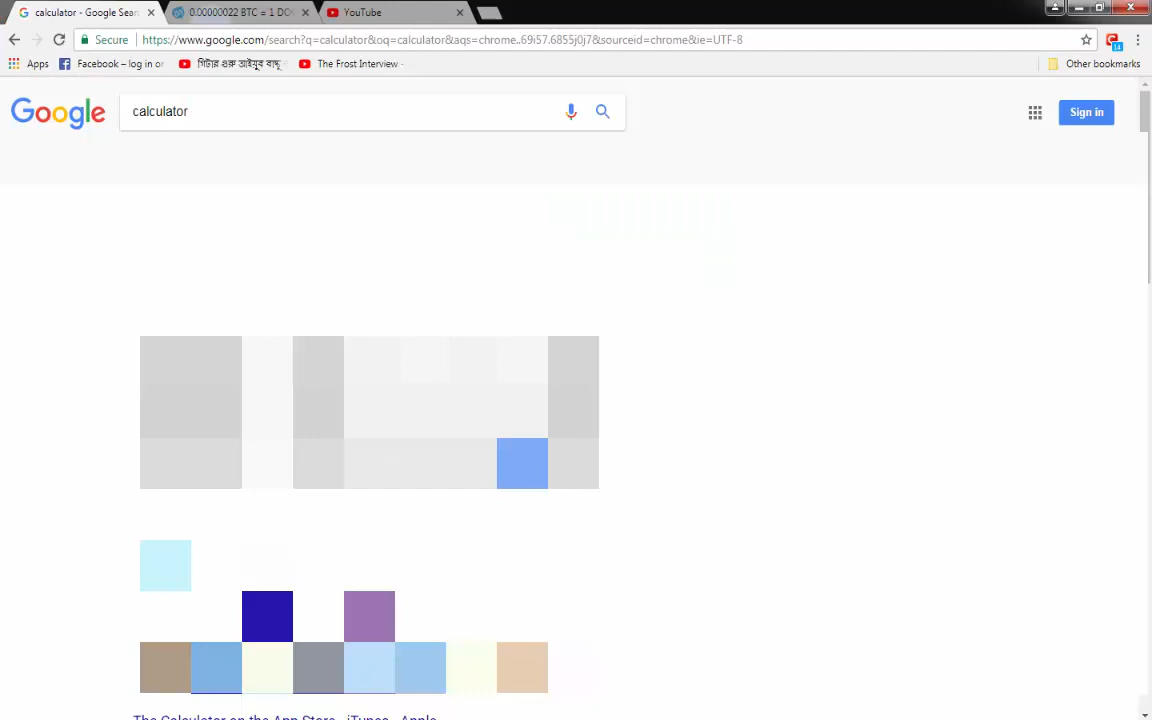 calculator - Google Sear
0.00000022 BTC = 1 DO
YouTube
Secure
https://www.google.com/search?q=calculator&oq=calculator&aqs=chrome..69i57.6855j0j7&sourceid=chrome&ie=UTF-8
14
Apps
Facebook – log in or
গিটার গুরু আইয়ুব বাচ্চু
The Frost Interview -
Other bookmarks
Google
calculator
Sign in
The Calculator on the App Store - iTunes - Apple